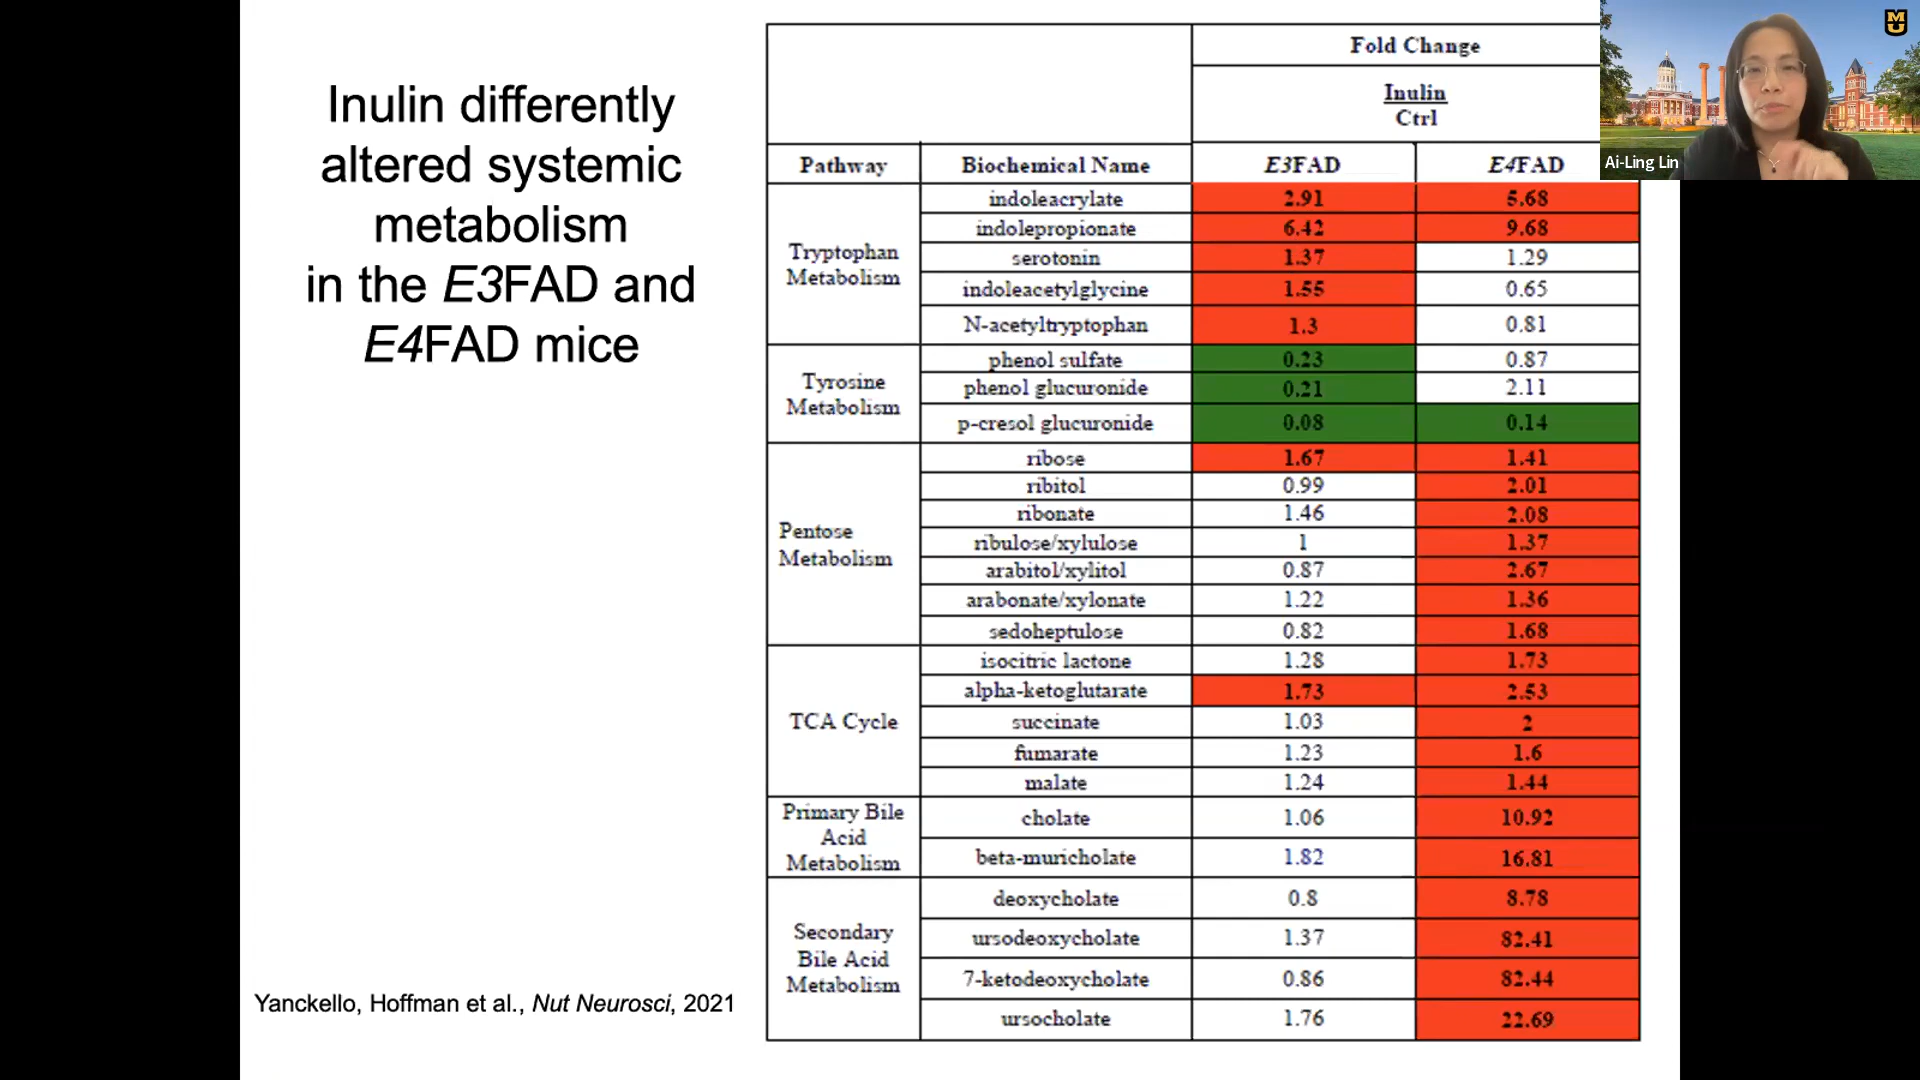 Inulin differently
altered systemic
metabolism
in the E3FAD and
E4FAD mice
Yanckello, Hoffman et al., Nut Neurosci, 2021
Fold Change
Inulin
Ctrl
Pathway Biochemical Name E3FAD E4FAD
Tryptophan
Metabolism
indoleacrylate 2.91 5.68
indolepropionate 6.42 9.68
serotonin 1.37 1.29
indoleacetylglycine 1.55 0.65
N-acetyltryptophan 1.3 0.81
Tyrosine
Metabolism
phenol sulfate 0.23 0.87
phenol glucuronide 0.21 2.11
p-cresol glucuronide 0.08 0.14
Pentose
Metabolism
ribose 1.67 1.41
ribitol 0.99 2.01
ribonate 1.46 2.08
ribulose/xylulose 1 1.37
arabitol/xylitol 0.87 2.67
arabonate/xylonate 1.22 1.36
sedoheptulose 0.82 1.68
TCA Cycle
isocitric lactone 1.28 1.73
alpha-ketoglutarate 1.73 2.53
succinate 1.03 2
fumarate 1.23 1.6
malate 1.24 1.44
Primary Bile
Acid
Metabolism
cholate 1.06 10.92
beta-muricholate 1.82 16.81
Secondary
Bile Acid
Metabolism
deoxycholate 0.8 8.78
ursodeoxycholate 1.37 82.41
7-ketodeoxycholate 0.86 82.44
ursocholate 1.76 22.69
Ai-Ling Lin
MU